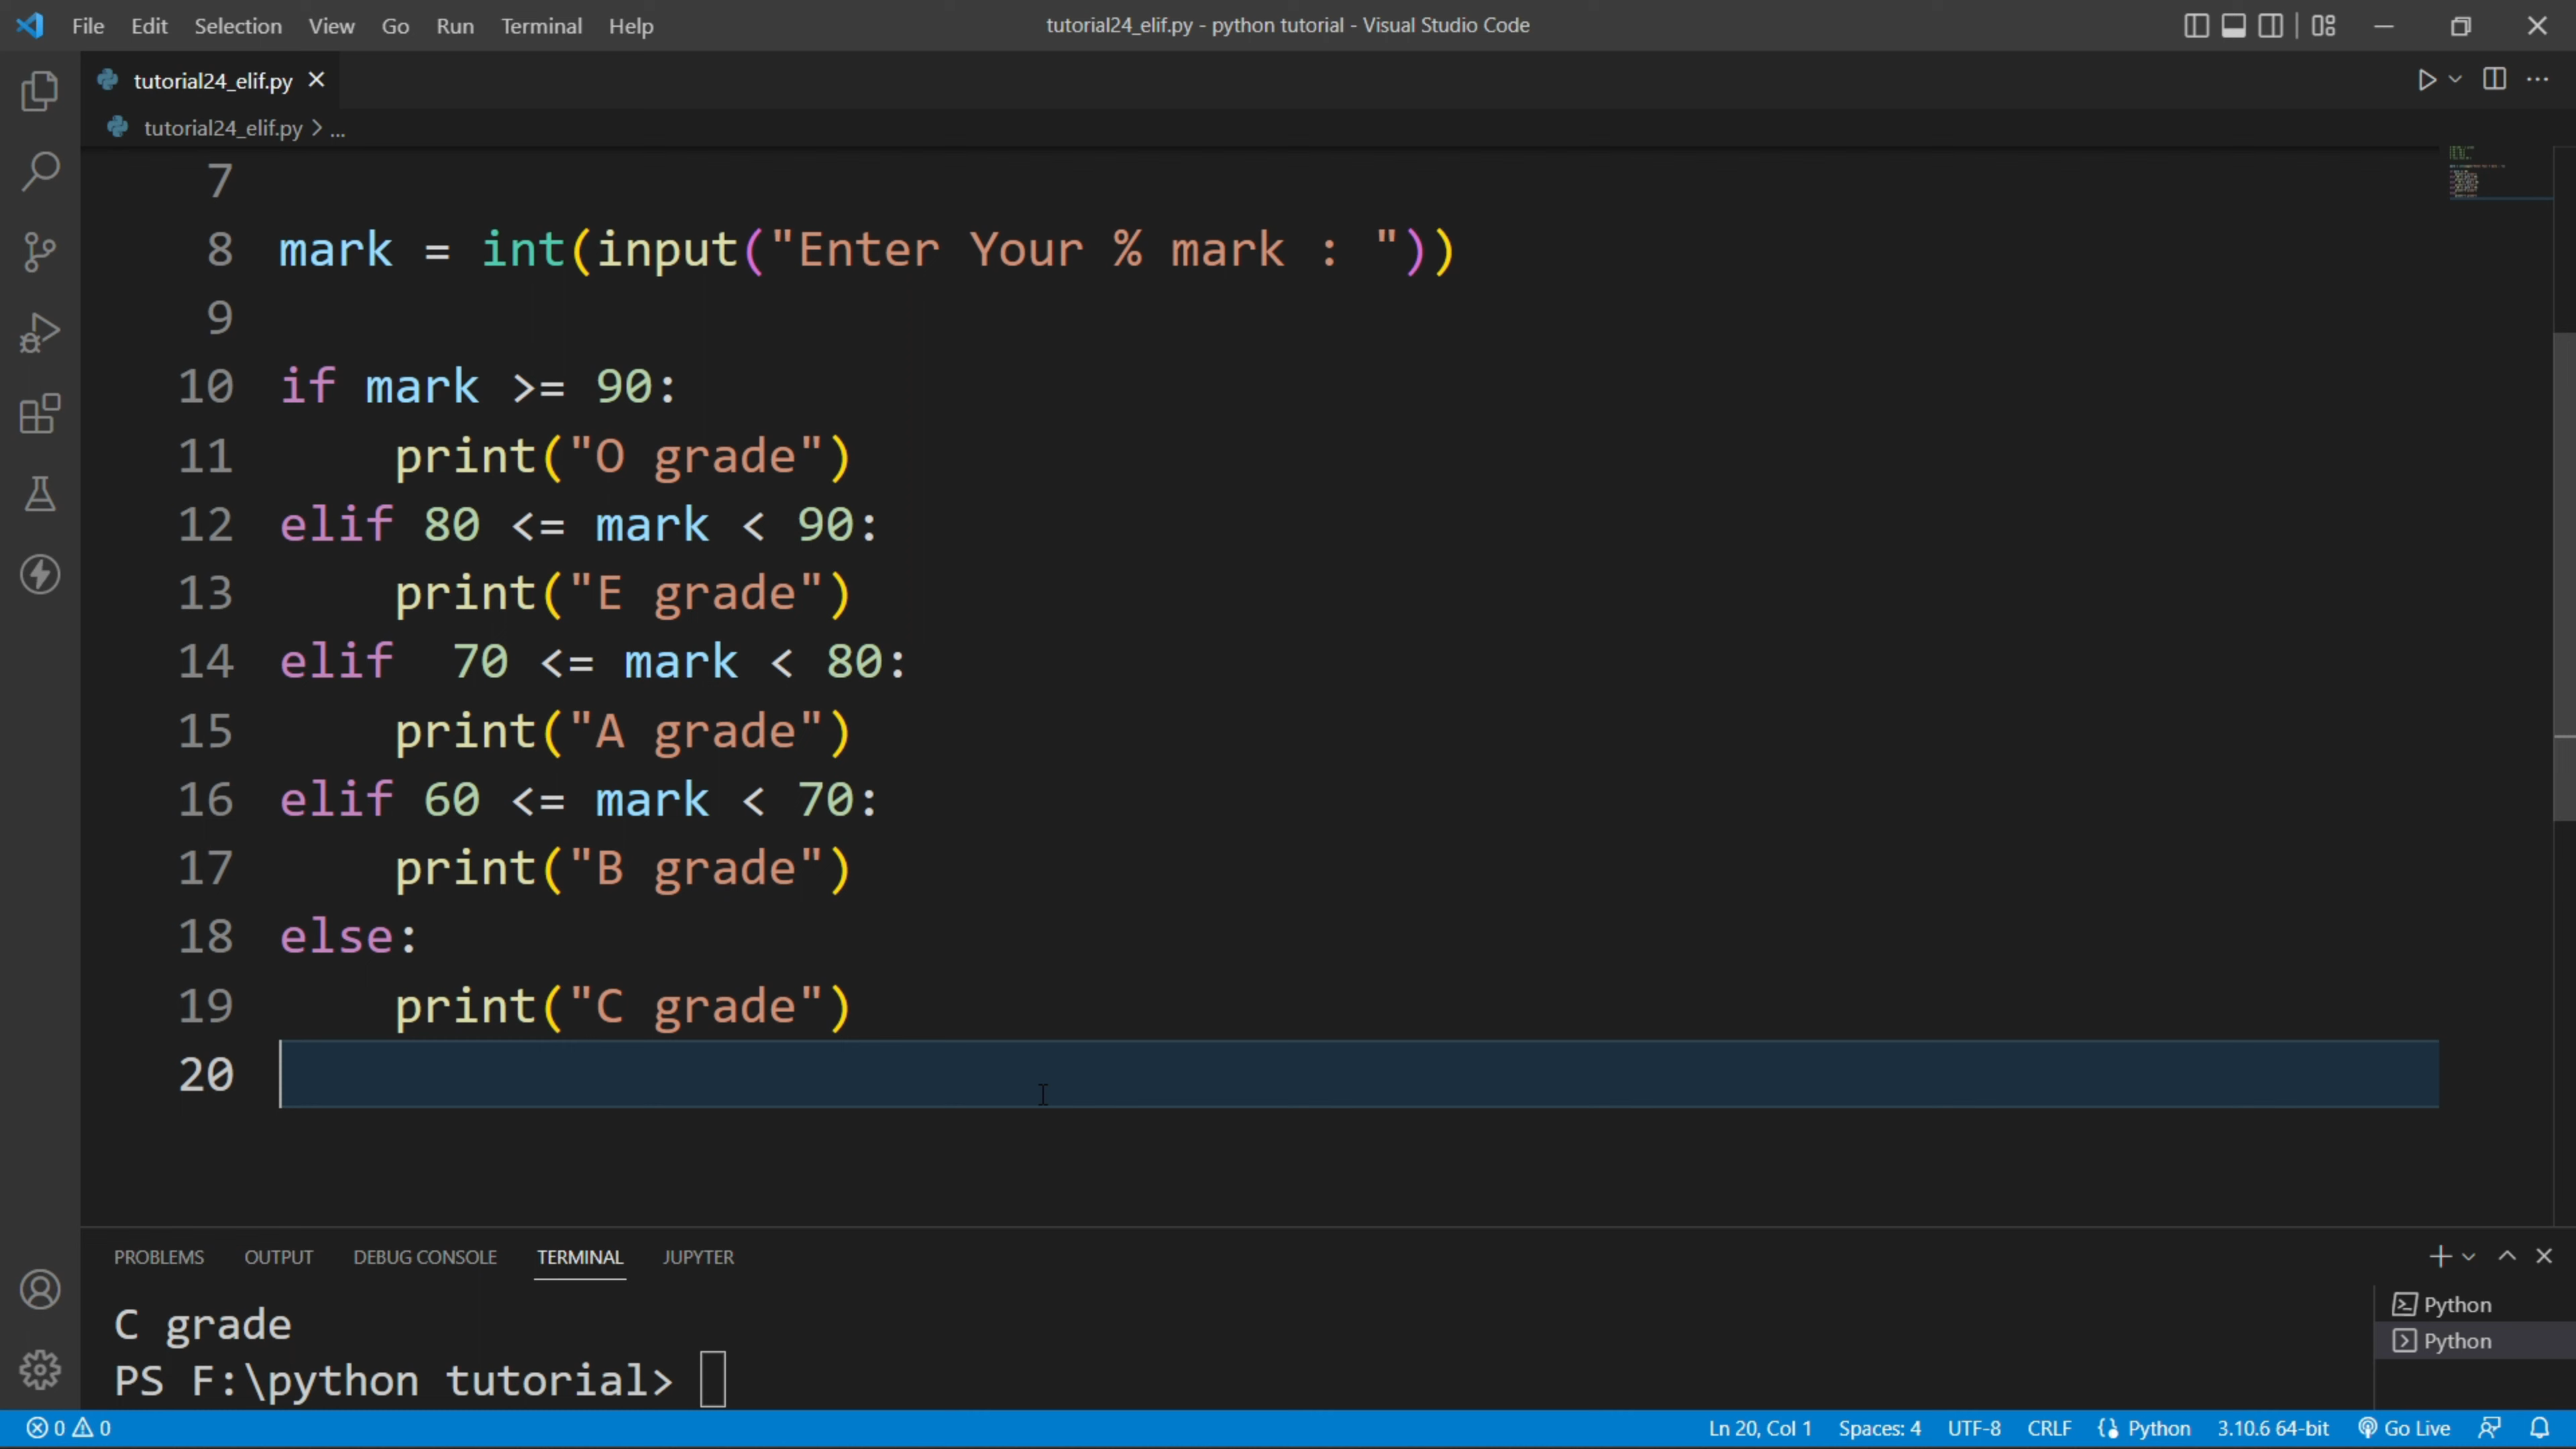 File Edit Selection View Go Run Terminal Help tutorial24_elif.py - python tutorial - Visual Studio Code
tutorial24_elif.py
tutorial24_elif.py > ...
7
8 mark = int(input("Enter Your % mark : "))
9
10 if mark >= 90:
11     print("O grade")
12 elif 80 <= mark < 90:
13     print("E grade")
14 elif  70 <= mark < 80:
15     print("A grade")
16 elif 60 <= mark < 70:
17     print("B grade")
18 else:
19     print("C grade")
20
PROBLEMS OUTPUT DEBUG CONSOLE TERMINAL JUPYTER
C grade
PS F:\python tutorial>
Python
Python
0 0 Ln 20, Col 1 Spaces: 4 UTF-8 CRLF Python 3.10.6 64-bit Go Live